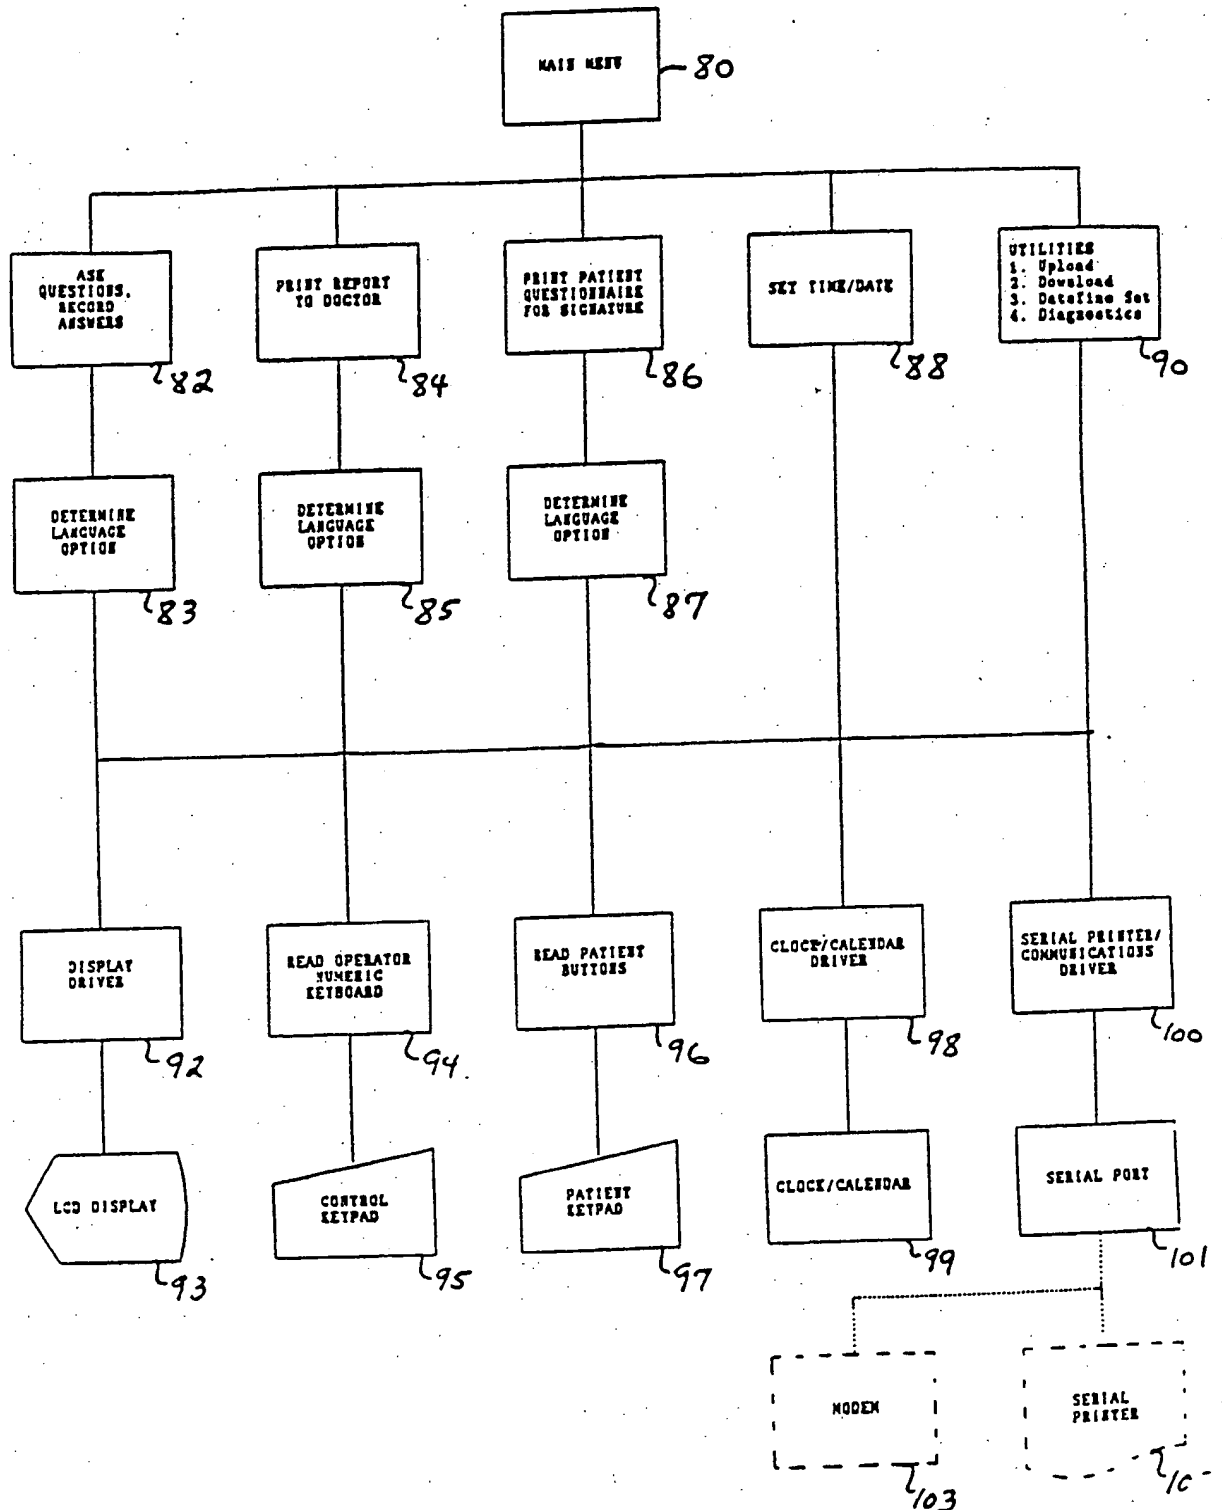 MAIN MENU
80
ASK
QUESTIONS,
RECORD
ANSWERS
82
PRINT REPORT
TO DOCTOR
84
PRINT PATIENT
QUESTIONNAIRE
FOR SIGNATURE
86
SET TIME/DATE
88
UTILITIES
1. Upload
2. Download
3. Date/Time Set
4. Diagnostics
90
DETERMINE
LANGUAGE
OPTION
83
DETERMINE
LANGUAGE
OPTION
85
DETERMINE
LANGUAGE
OPTION
87
DISPLAY
DRIVER
92
READ OPERATOR
NUMERIC
KEYBOARD
94
READ PATIENT
BUTTONS
96
CLOCK/CALENDAR
DRIVER
98
SERIAL PRINTER/
COMMUNICATIONS
DRIVER
100
LCD DISPLAY
93
CONTROL
KEYPAD
95
PATIENT
KEYPAD
97
CLOCK/CALENDAR
99
SERIAL PORT
101
MODEM
103
SERIAL
PRINTER